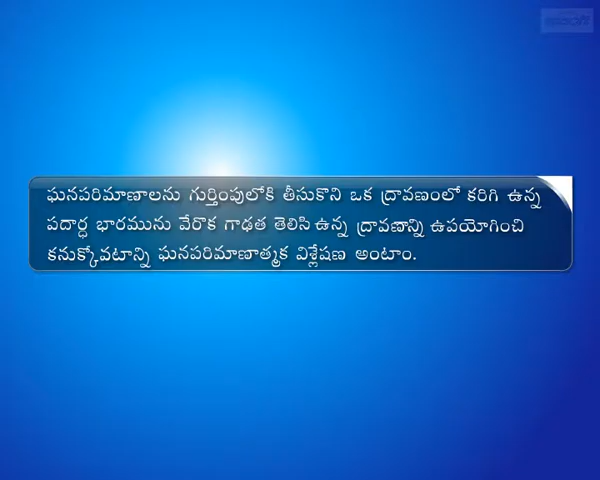 ఘనపరిమాణాలను గుర్తింపులోకి తీసుకొని ఒక ద్రావణంలో కరిగి ఉన్న
పదార్ధ భారమును వేరొక గాఢత తెలిసి ఉన్న ద్రావణాన్ని ఉపయోగించి
కనుక్కోవటాన్ని ఘనపరిమాణాత్మక విశ్లేషణ అంటాం.